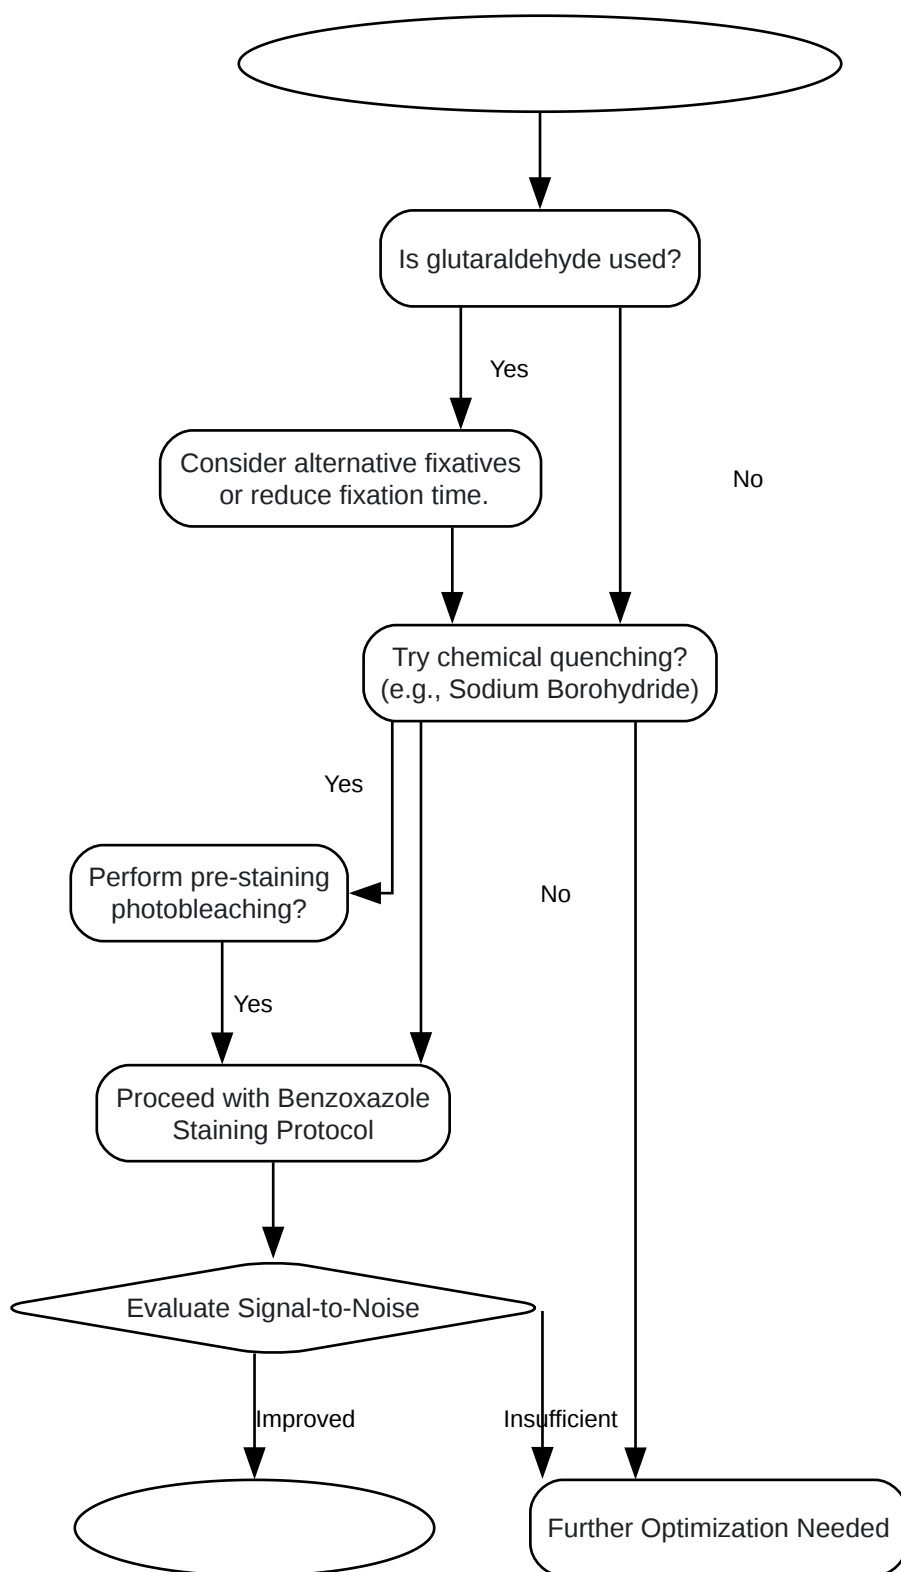 Is glutaraldehyde used?
Yes
Consider alternative fixatives
or reduce fixation time.
No
Try chemical quenching?
(e.g., Sodium Borohydride)
Yes
Perform pre-staining
photobleaching?
No
Yes
Proceed with Benzoxazole
Staining Protocol
Evaluate Signal-to-Noise
Improved
Insufficient
Further Optimization Needed